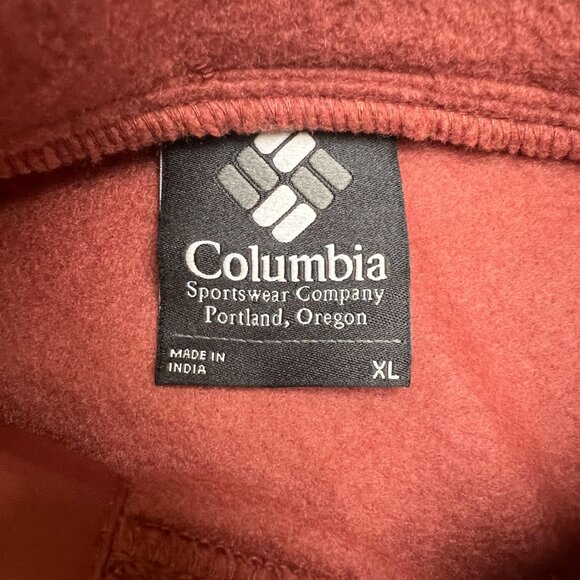 Columbia
Sportswear Company
Portland, Oregon
MADE IN
INDIA
XL